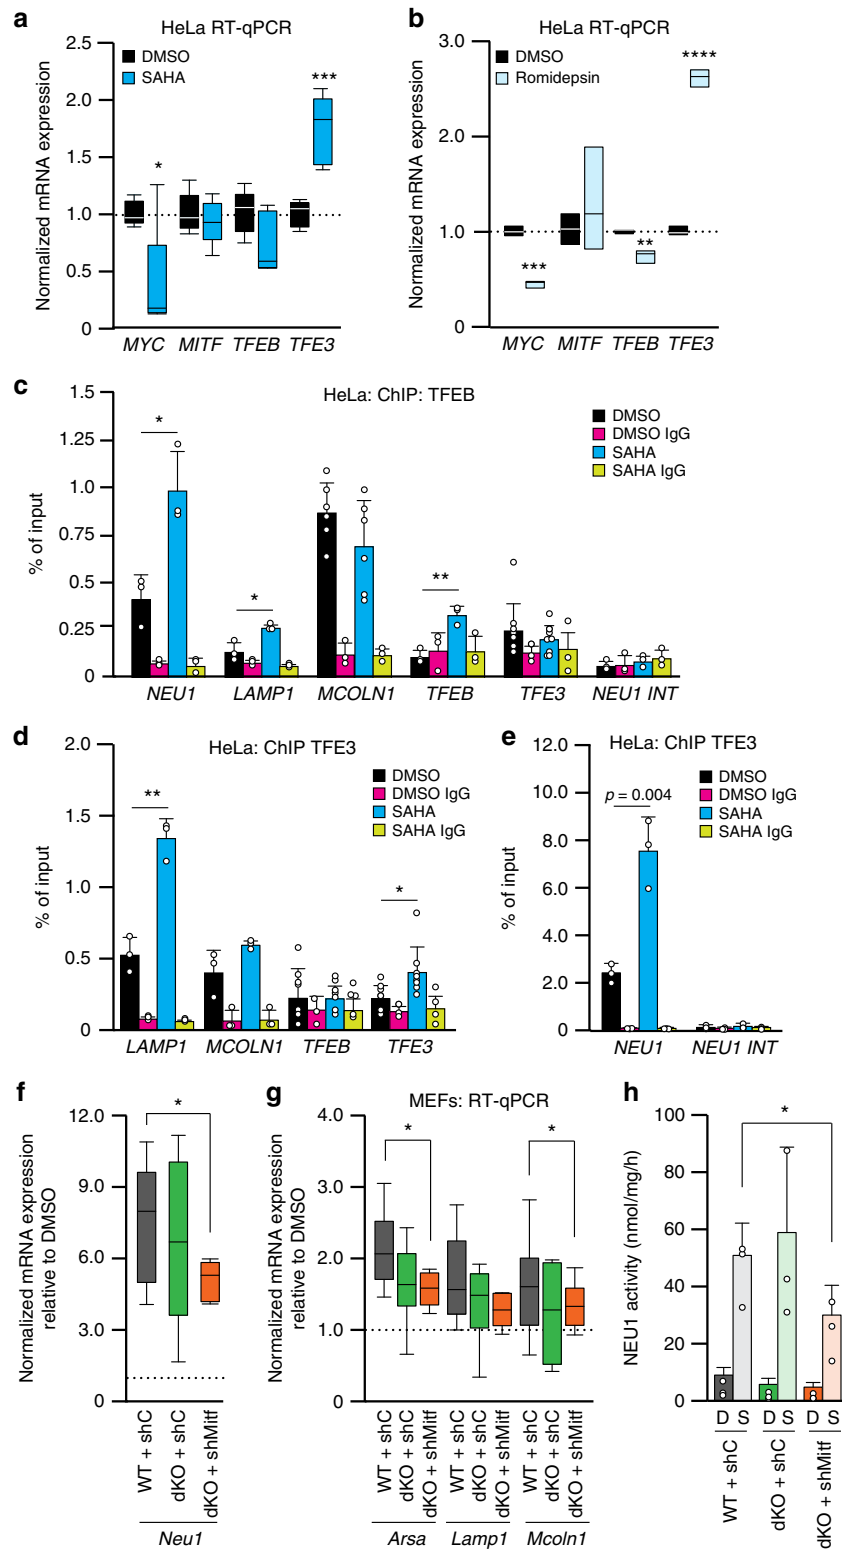 a
HeLa RT-qPCR
Normalized mRNA expression
2.5
2.0
1.5
1.0
0.5
0
DMSO
SAHA
*
***
MYC MITF TFEB TFE3
b
HeLa RT-qPCR
Normalized mRNA expression
3.0
2.0
1.0
0
DMSO
Romidepsin
***
**
****
MYC MITF TFEB TFE3
c
HeLa: ChIP: TFEB
% of input
1.5
1.25
1.0
0.75
0.5
0.25
0
DMSO
DMSO IgG
SAHA
SAHA IgG
*
*
**
NEU1 LAMP1 MCOLN1 TFEB TFE3 NEU1 INT
d
HeLa: ChIP TFE3
% of input
2.0
1.5
1.0
0.5
0
DMSO
DMSO IgG
SAHA
SAHA IgG
**
*
LAMP1 MCOLN1 TFEB TFE3
e
HeLa: ChIP TFE3
% of input
12.0
10.0
8.0
6.0
4.0
2.0
0
DMSO
DMSO IgG
SAHA
SAHA IgG
p = 0.004
NEU1 NEU1 INT
f
Normalized mRNA expression
relative to DMSO
12.0
9.0
6.0
3.0
0
*
WT + shC
dKO + shC
dKO + shMitf
Neu1
g
MEFs: RT-qPCR
Normalized mRNA expression
relative to DMSO
4.0
3.0
2.0
1.0
0
*
*
WT + shC
dKO + shC
dKO + shMitf
WT + shC
dKO + shC
dKO + shMitf
WT + shC
dKO + shC
dKO + shMitf
Arsa Lamp1 Mcoln1
h
NEU1 activity (nmol/mg/h)
100
80
60
40
20
0
*
D S D S D S
WT + shC
dKO + shC
dKO + shMitf